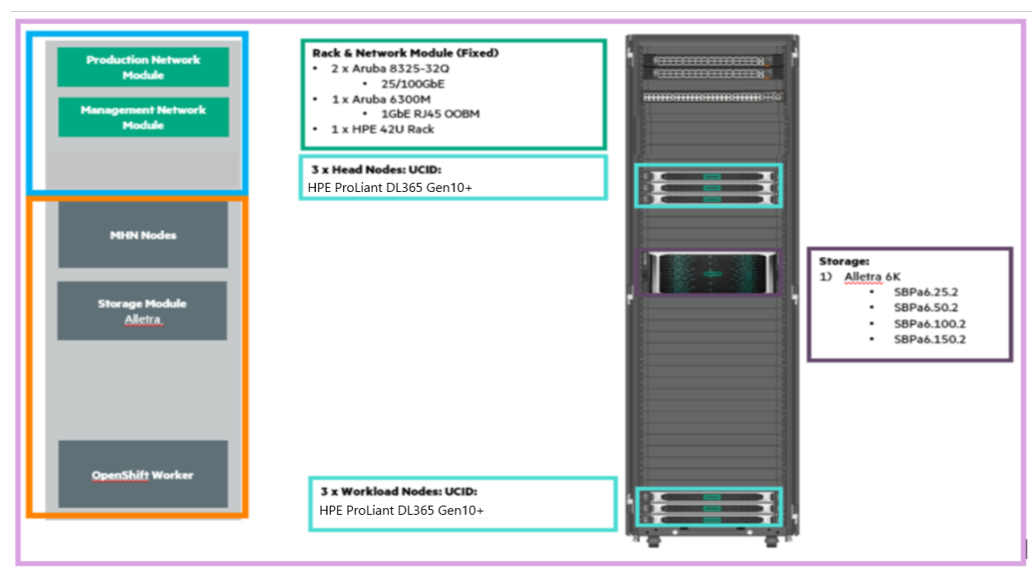 Production Network
Module
Management Network
Module
MHN Nodes
Storage Module
Alletra
OpenShift Worker
Rack & Network Module (Fixed)
• 2 x Aruba 8325-32Q
• 25/100GbE
• 1 x Aruba 6300M
• 1GbE RJ45 OOBM
• 1 x HPE 42U Rack
3 x Head Nodes: UCID:
HPE ProLiant DL365 Gen10+
3 x Workload Nodes: UCID:
HPE ProLiant DL365 Gen10+
Storage:
1) Alletra 6K
• SBPa6.25.2
• SBPa6.50.2
• SBPa6.100.2
• SBPa6.150.2